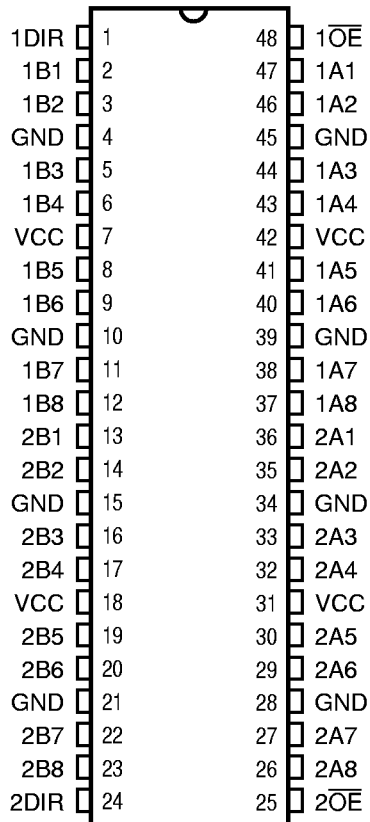 1DIR 1 48 1O̅E̅
1B1 2 47 1A1
1B2 3 46 1A2
GND 4 45 GND
1B3 5 44 1A3
1B4 6 43 1A4
VCC 7 42 VCC
1B5 8 41 1A5
1B6 9 40 1A6
GND 10 39 GND
1B7 11 38 1A7
1B8 12 37 1A8
2B1 13 36 2A1
2B2 14 35 2A2
GND 15 34 GND
2B3 16 33 2A3
2B4 17 32 2A4
VCC 18 31 VCC
2B5 19 30 2A5
2B6 20 29 2A6
GND 21 28 GND
2B7 22 27 2A7
2B8 23 26 2A8
2DIR 24 25 2O̅E̅